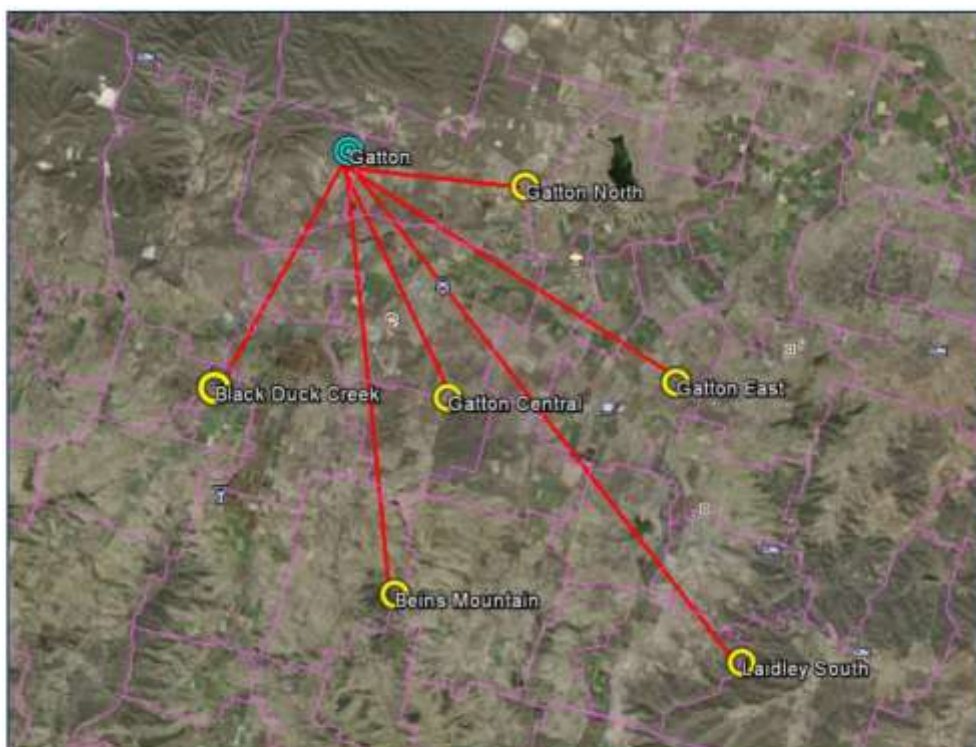 Gatton
Gatton North
Black Duck Creek
Gatton Central
Gatton East
Beins Mountain
Laidley South